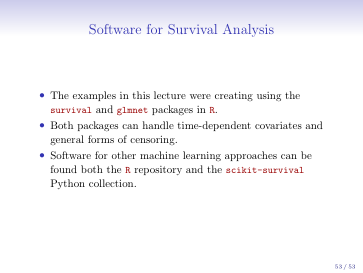 Software for Survival Analysis
• The examples in this lecture were creating using the
survival and glmnet packages in R.
• Both packages can handle time-dependent covariates and
general forms of censoring.
• Software for other machine learning approaches can be
found both the R repository and the scikit-survival
Python collection.
53 / 53